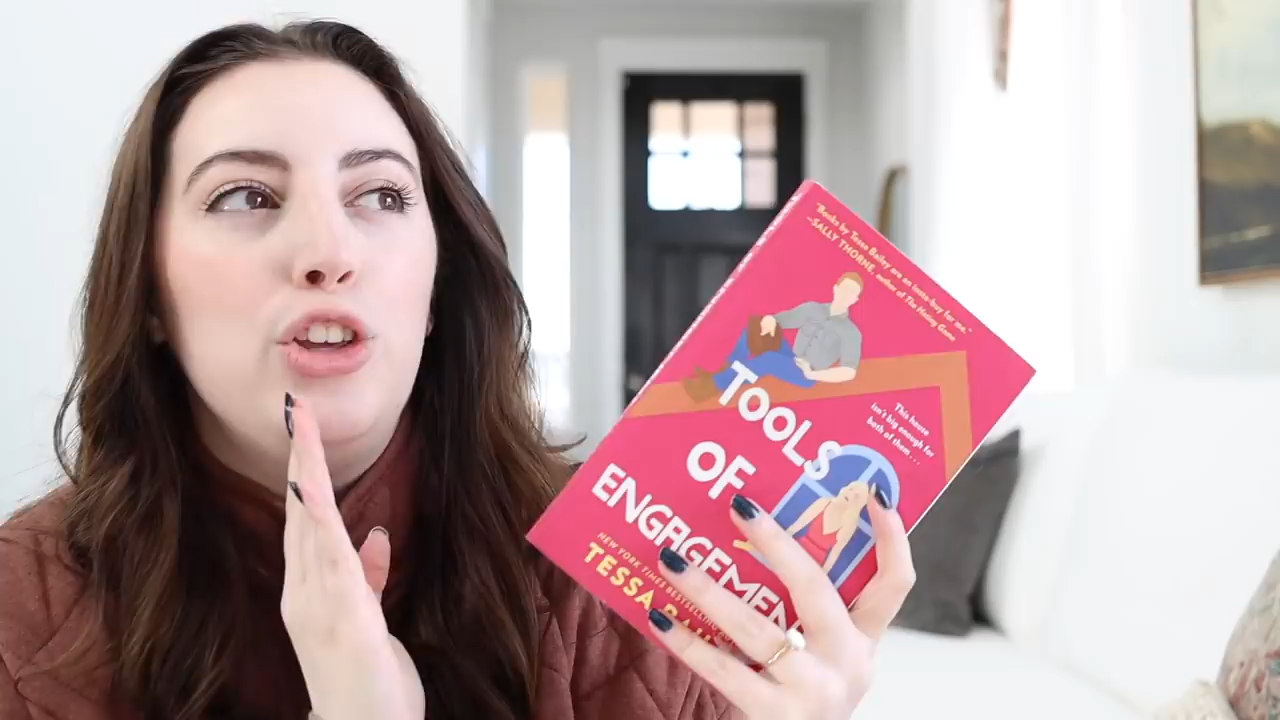 "Books by Tessa Bailey are an insta-buy for me."
—SALLY THORNE, author of The Hating Game
TOOLS
This house
isn't big enough for
both of them...
OF
ENGAGEMEN
NEW YORK TIMES BESTSELLING
TESSA